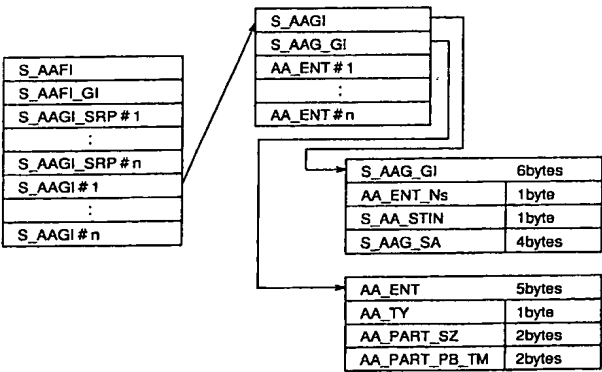 S_AAFI
S_AAFI_GI
S_AAGI_SRP#1
:
S_AAGI_SRP#n
S_AAGI#1
:
S_AAGI#n
S_AAGI
S_AAG_GI
AA_ENT#1
:
AA_ENT#n
S_AAG_GI 6bytes
AA_ENT_Ns 1byte
S_AA_STIN 1byte
S_AAG_SA 4bytes
AA_ENT 5bytes
AA_TY 1byte
AA_PART_SZ 2bytes
AA_PART_PB_TM 2bytes